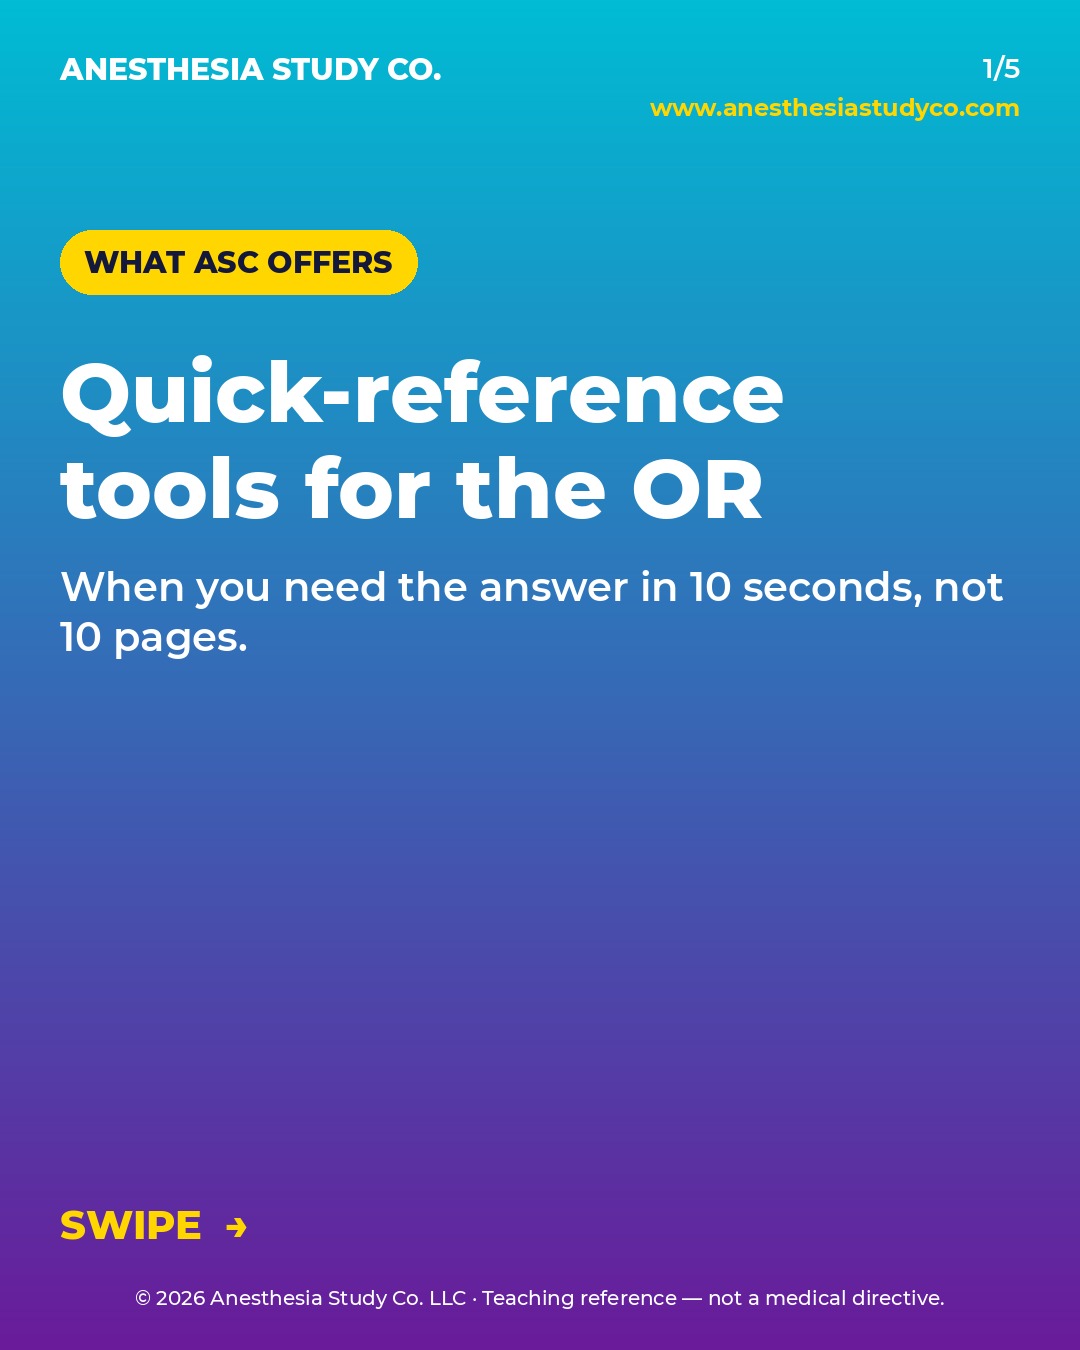 ANESTHESIA STUDY CO.
1/5
www.anesthesiastudyco.com
WHAT ASC OFFERS
Quick-reference
tools for the OR
When you need the answer in 10 seconds, not
10 pages.
SWIPE →
© 2026 Anesthesia Study Co. LLC · Teaching reference — not a medical directive.